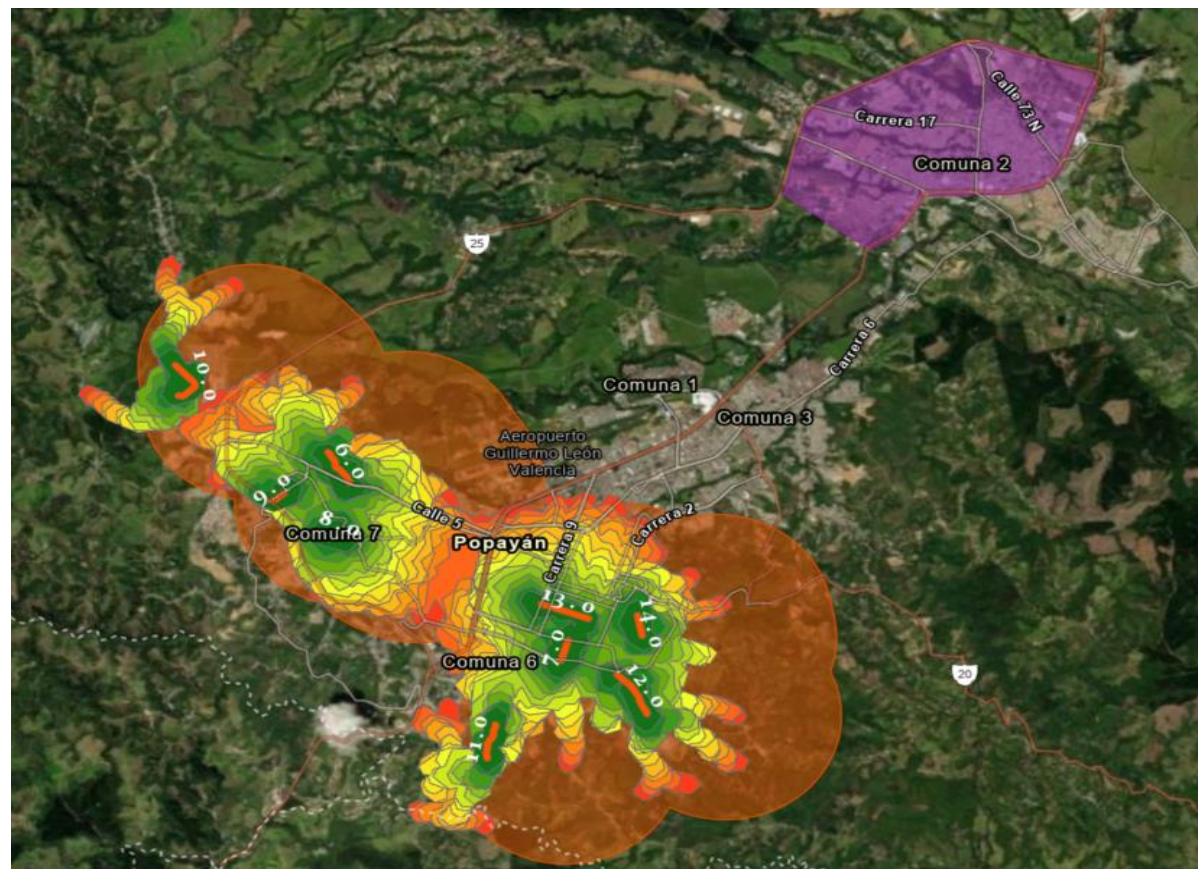 Calle 73 N
Carrera 17
Comuna 2
25
Carrera 6
10.0
Comuna 1
Comuna 3
Aeropuerto
Guillermo León
Valencia
6.0
9.0
8.0
Comuna 7
Calle 5
Carrera 2
Popayán
Carrera 9
13.0
14.0
7.0
Comuna 6
12.0
20
11.0